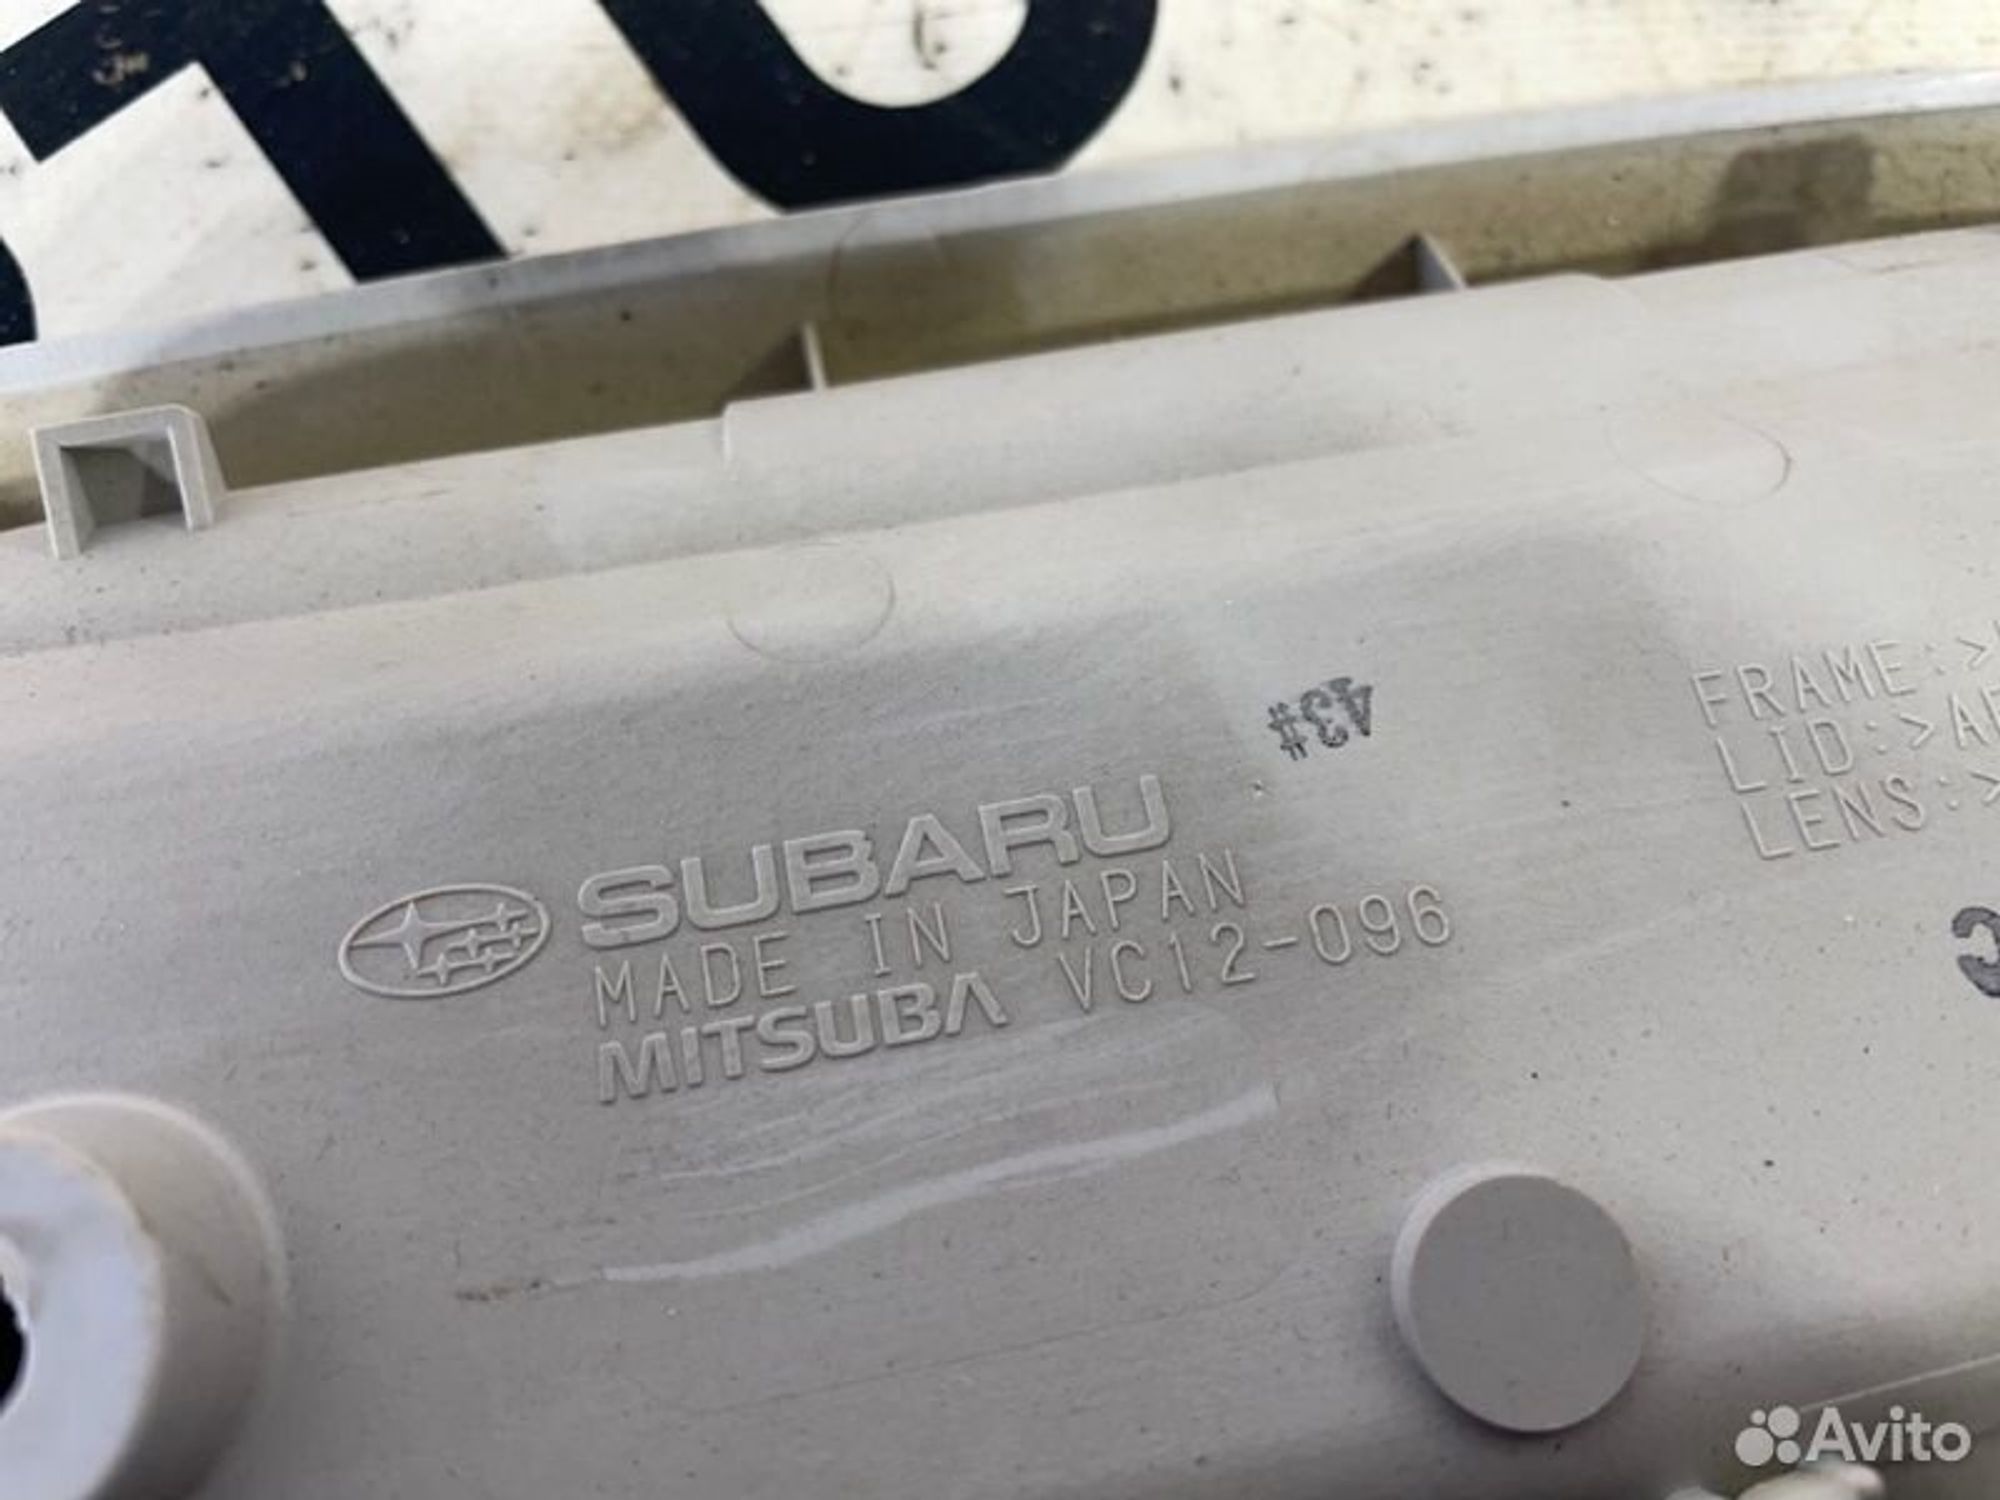 43#
SUBARU
MADE IN JAPAN
MITSUBA VC12-096
FRAME:>
LID:>
LENS:>
Avito